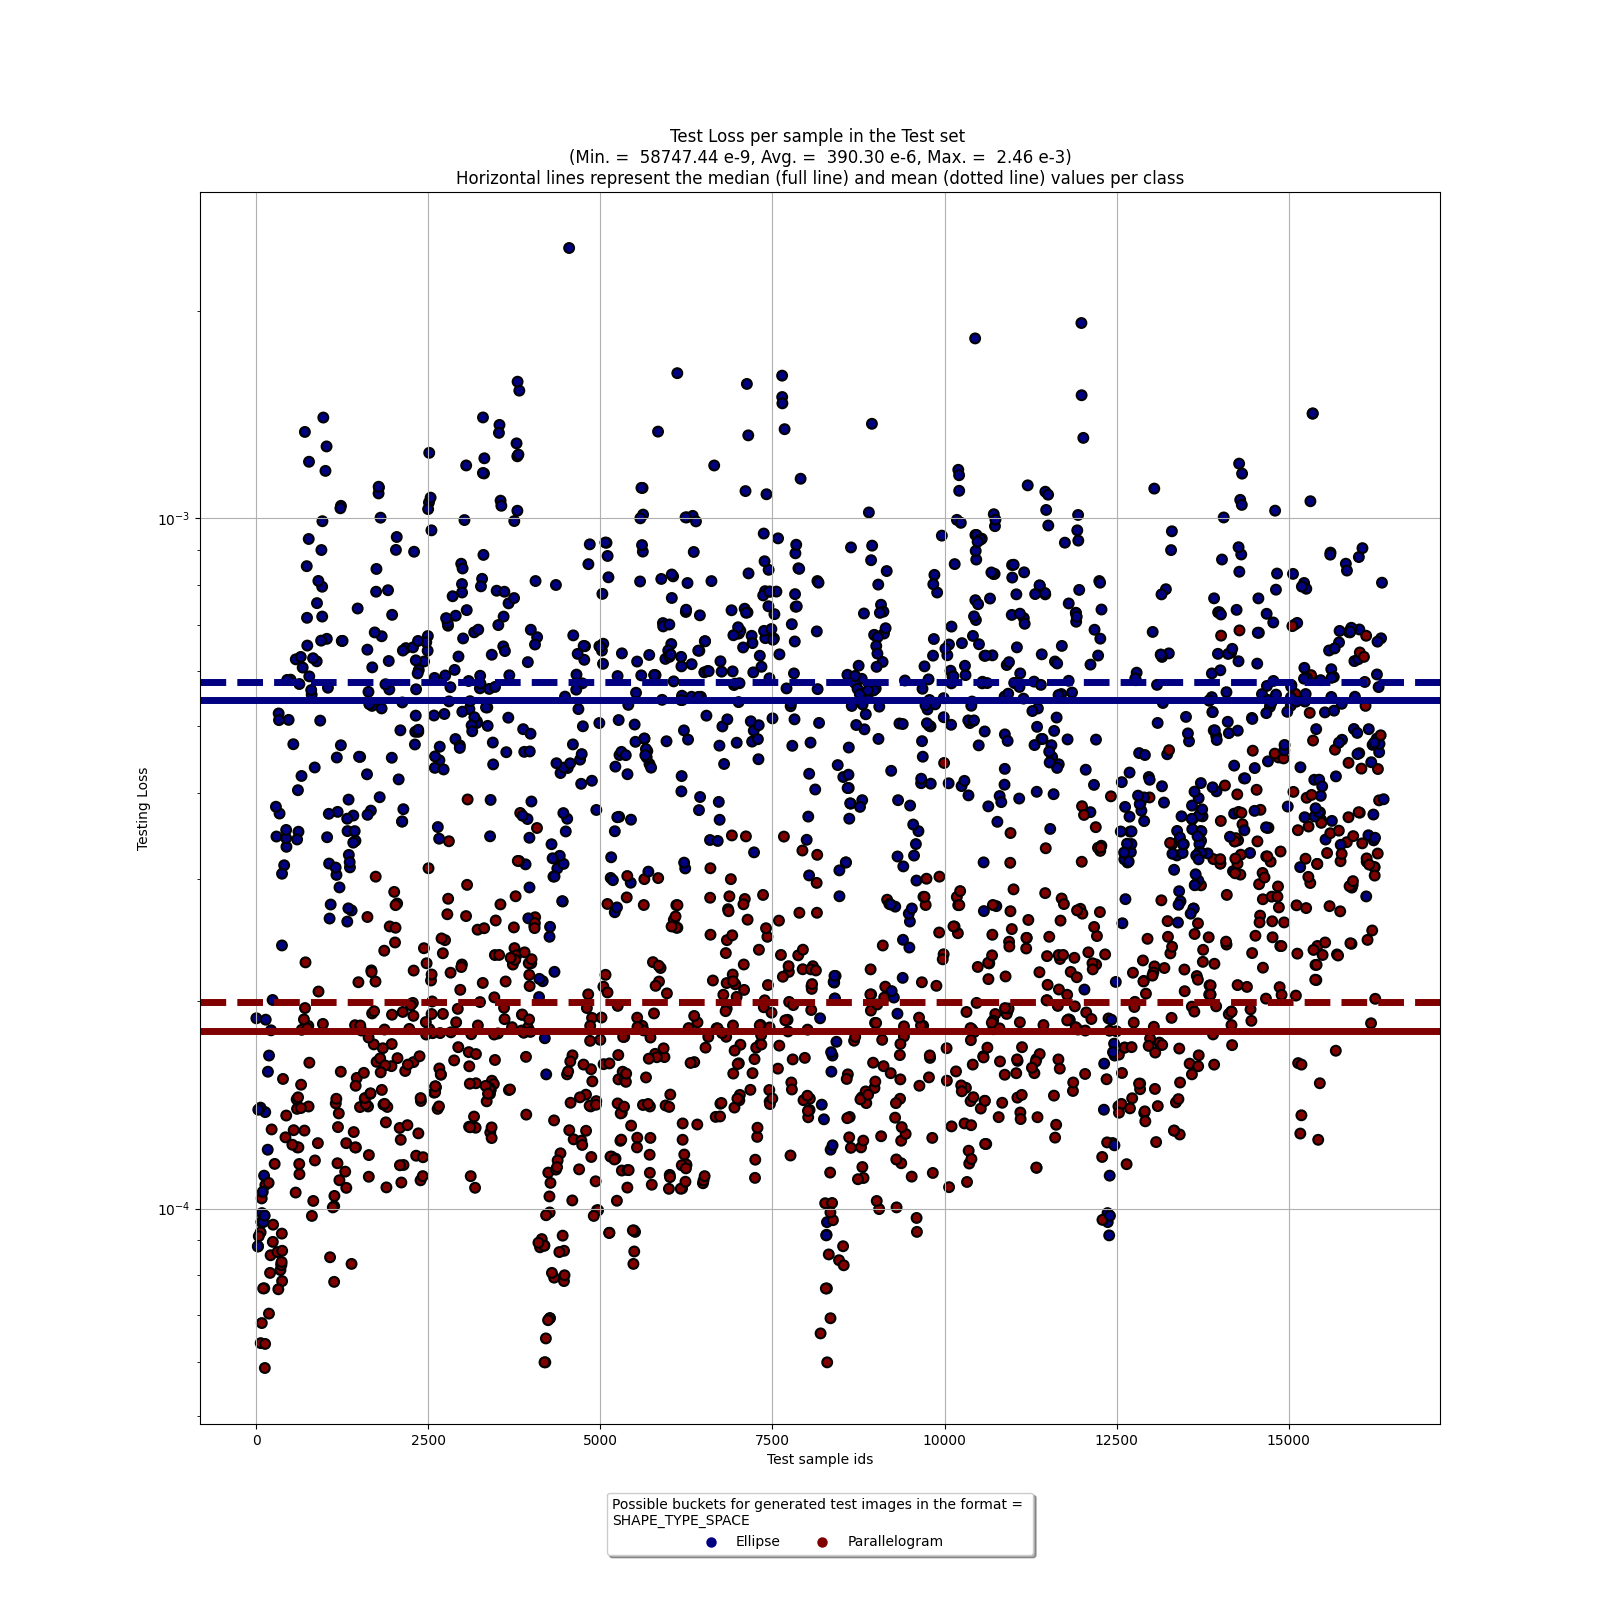 Test Loss per sample in the Test set
(Min. = 58747.44 e-9, Avg. = 390.30 e-6, Max. = 2.46 e-3)
Horizontal lines represent the median (full line) and mean (dotted line) values per class
Testing Loss
10⁻³
10⁻⁴
0 2500 5000 7500 10000 12500 15000
Test sample ids
Possible buckets for generated test images in the format =
SHAPE_TYPE_SPACE
Ellipse Parallelogram